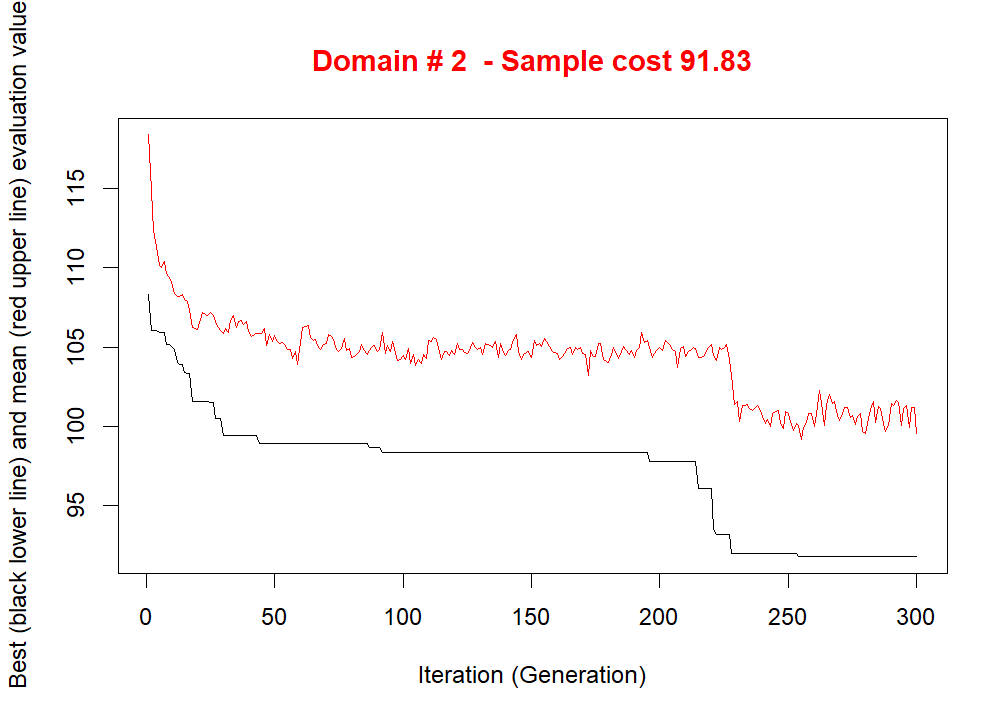 Domain # 2  - Sample cost 91.83
Best (black lower line) and mean (red upper line) evaluation value
115
110
105
100
95
0 50 100 150 200 250 300
Iteration (Generation)